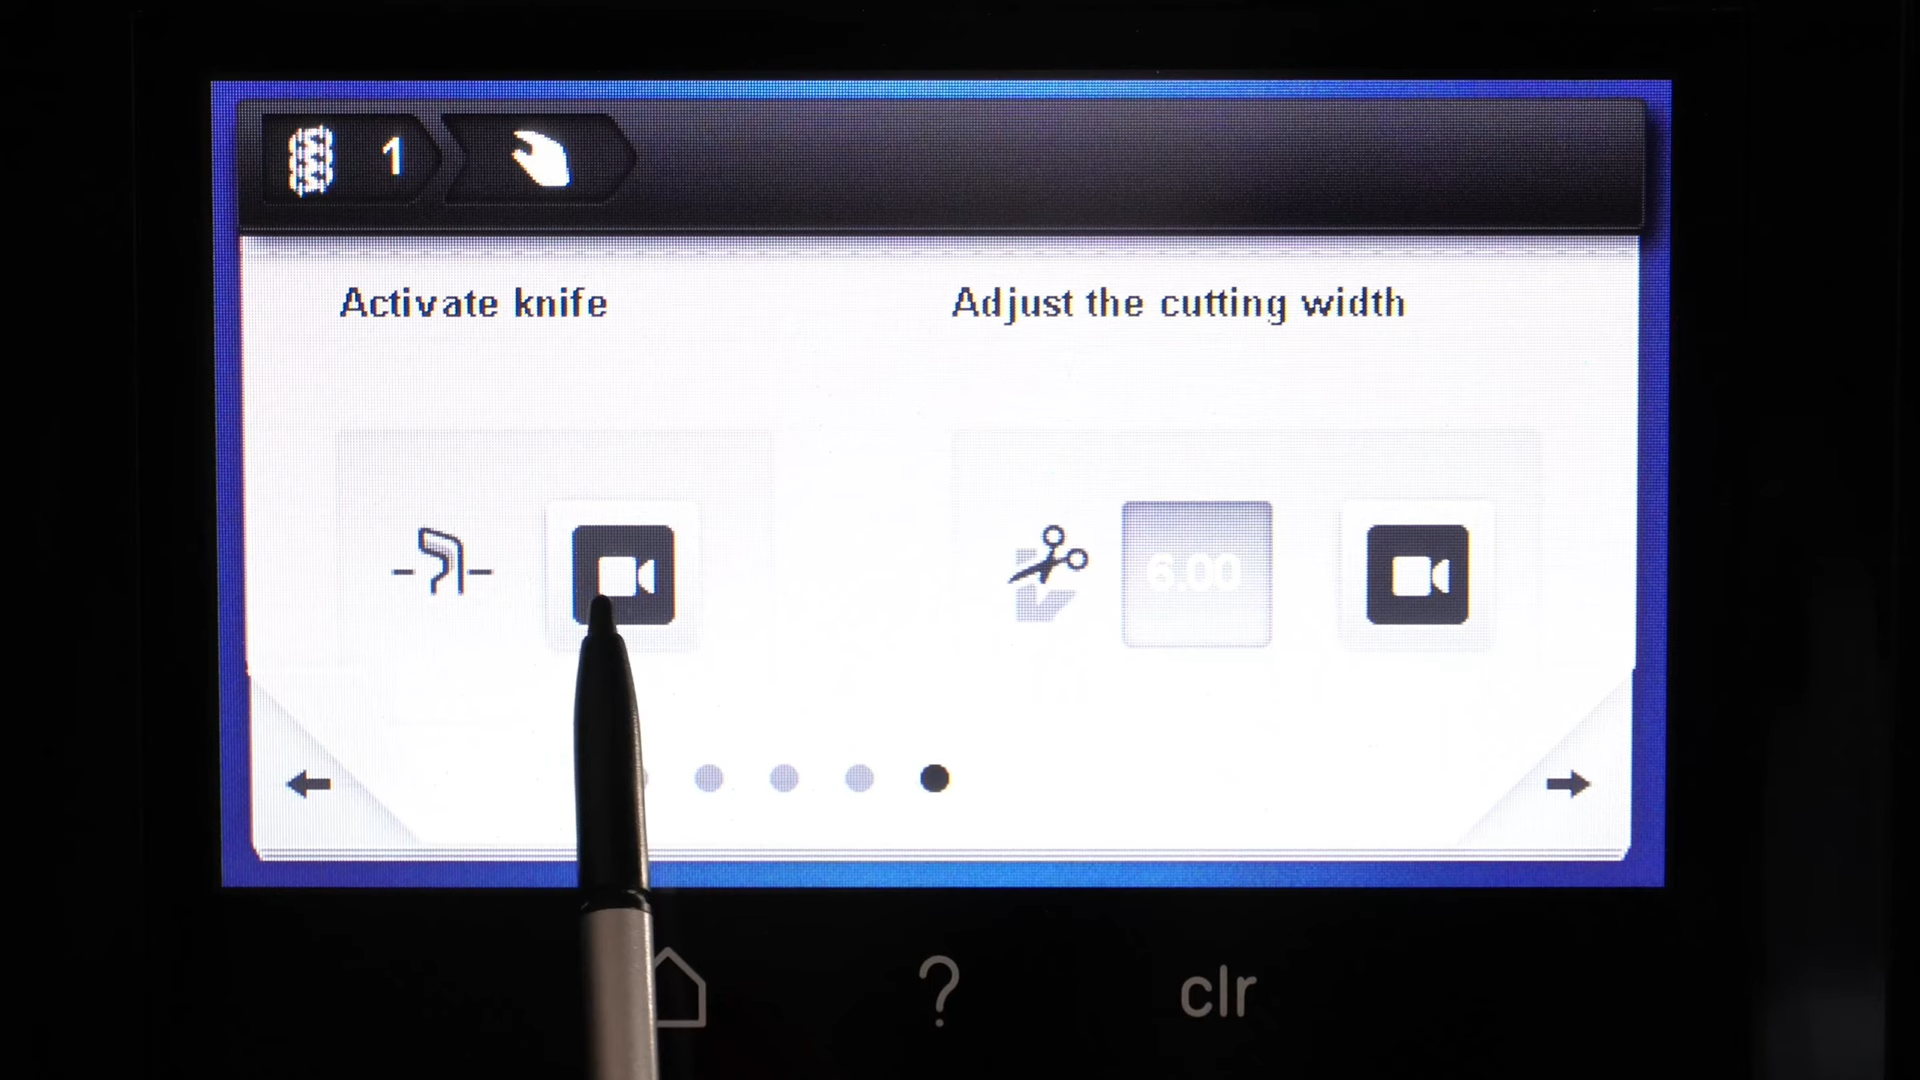 1
Activate knife
Adjust the cutting width
6.00
?
clr